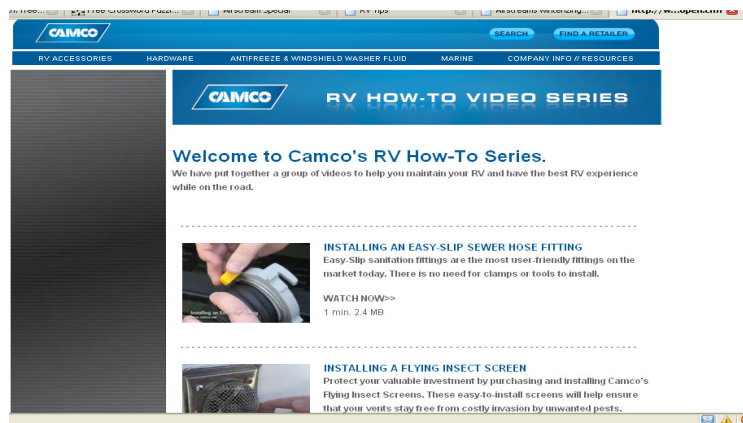 Free Crossword Puzzl...
Airstream Special
RV Tips
Airstreams Winterizing...
http://w...open.cfm
CAMCO
SEARCH
FIND A RETAILER
RV ACCESSORIES
HARDWARE
ANTIFREEZE & WINDSHIELD WASHER FLUID
MARINE
COMPANY INFO // RESOURCES
CAMCO
RV HOW-TO VIDEO SERIES
Welcome to Camco's RV How-To Series.
We have put together a group of videos to help you maintain your RV and have the best RV experience
while on the road.
INSTALLING AN EASY-SLIP SEWER HOSE FITTING
Easy-Slip sanitation fittings are the most user-friendly fittings on the
market today. There is no need for clamps or tools to install.
WATCH NOW>>
1 min. 2.4 MB
INSTALLING A FLYING INSECT SCREEN
Protect your valuable investment by purchasing and installing Camco's
Flying Insect Screens. These easy-to-install screens will help ensure
that your vents stay free from costly invasion by unwanted pests.